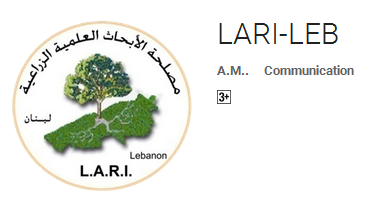 مصلحة الأبحاث العلمية الزراعية
لبنان
Lebanon
L.A.R.I.
LARI-LEB
A.M.. Communication
3+